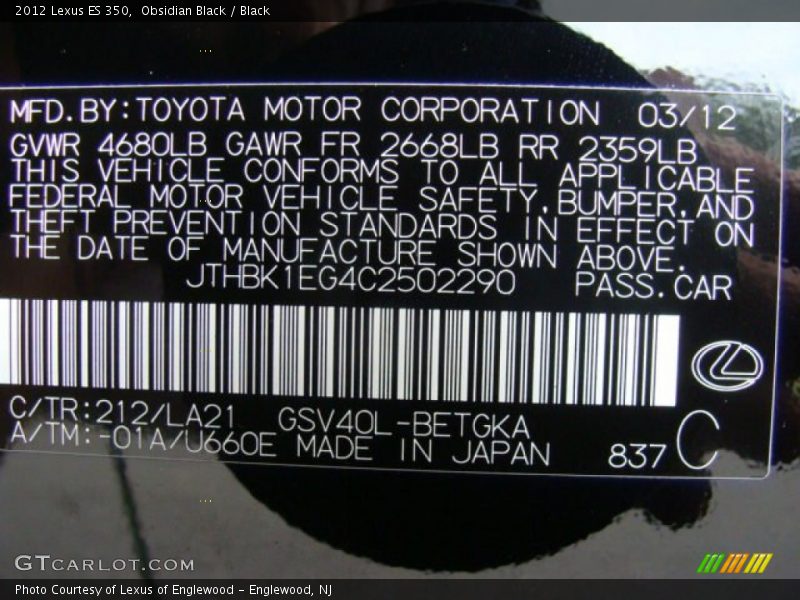 2012 Lexus ES 350,  Obsidian Black / Black
MFD.BY:TOYOTA MOTOR CORPORATION 03/12
GVWR 4680LB GAWR FR 2668LB RR 2359LB
THIS VEHICLE CONFORMS TO ALL APPLICABLE
FEDERAL MOTOR VEHICLE SAFETY,BUMPER,AND
THEFT PREVENTION STANDARDS IN EFFECT ON
THE DATE OF MANUFACTURE SHOWN ABOVE.
JTHBK1EG4C2502290 PASS.CAR
C/TR:212/LA21 GSV40L-BETGKA
A/TM:-01A/U660E MADE IN JAPAN 837 C
GTCARLOT.COM
Photo Courtesy of Lexus of Englewood - Englewood, NJ